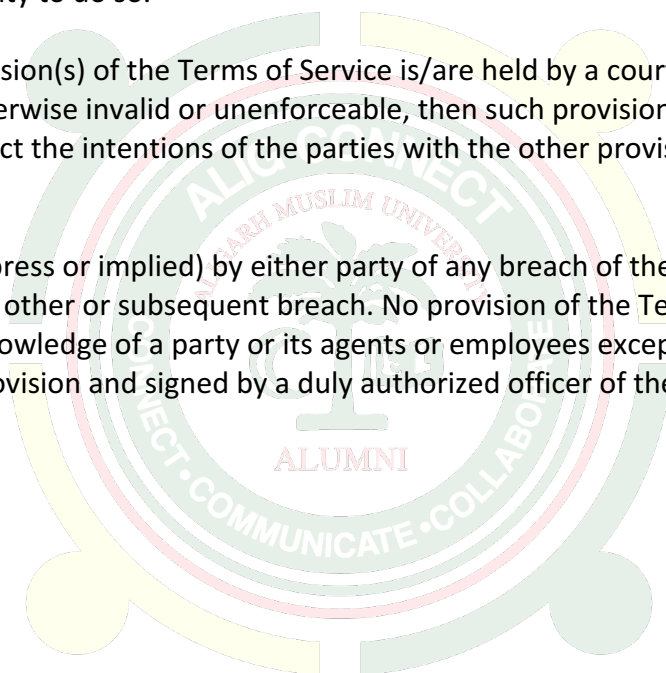 ty to do so.
sion(s) of the Terms of Service is/are held by a cour
erwise invalid or unenforceable, then such provision
ct the intentions of the parties with the other provis
press or implied) by either party of any breach of the
other or subsequent breach. No provision of the Te
owledge of a party or its agents or employees excep
ovision and signed by a duly authorized officer of the
ALIG CONNECT
ALIGARH MUSLIM UNIVERSITY
ALUMNI
CONNECT • COMMUNICATE • COLLABORATE